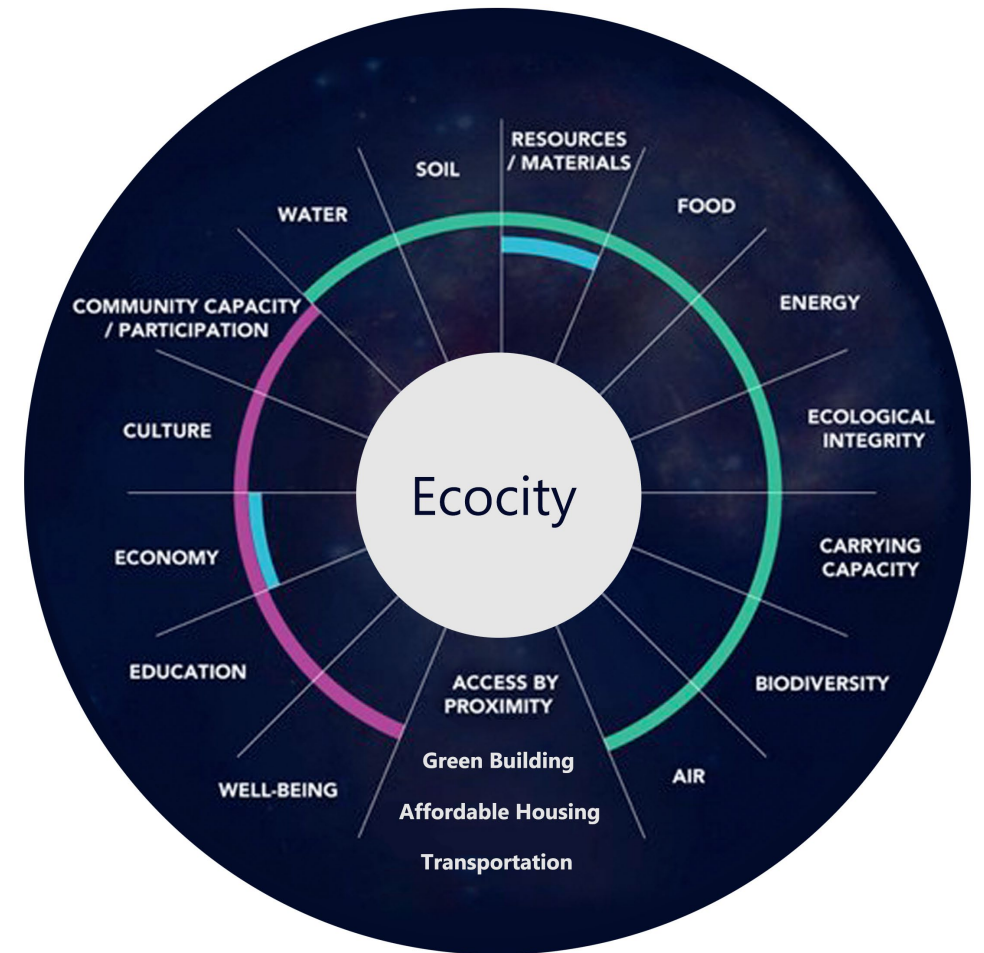 RESOURCES
/ MATERIALS
SOIL
FOOD
WATER
ENERGY
COMMUNITY CAPACITY
/ PARTICIPATION
ECOLOGICAL
INTEGRITY
CULTURE
Ecocity
CARRYING
CAPACITY
ECONOMY
EDUCATION
ACCESS BY
PROXIMITY
BIODIVERSITY
Green Building
AIR
WELL-BEING
Affordable Housing
Transportation